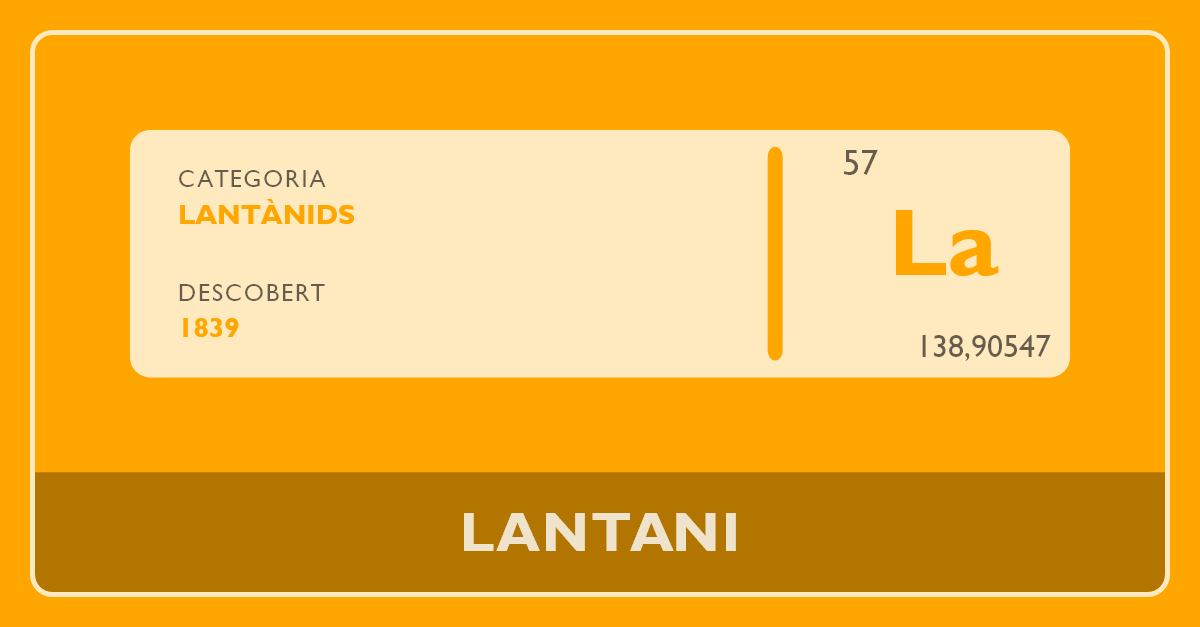 CATEGORIA
LANTÀNIDS
DESCOBERT
1839
57
La
138,90547
LANTANI